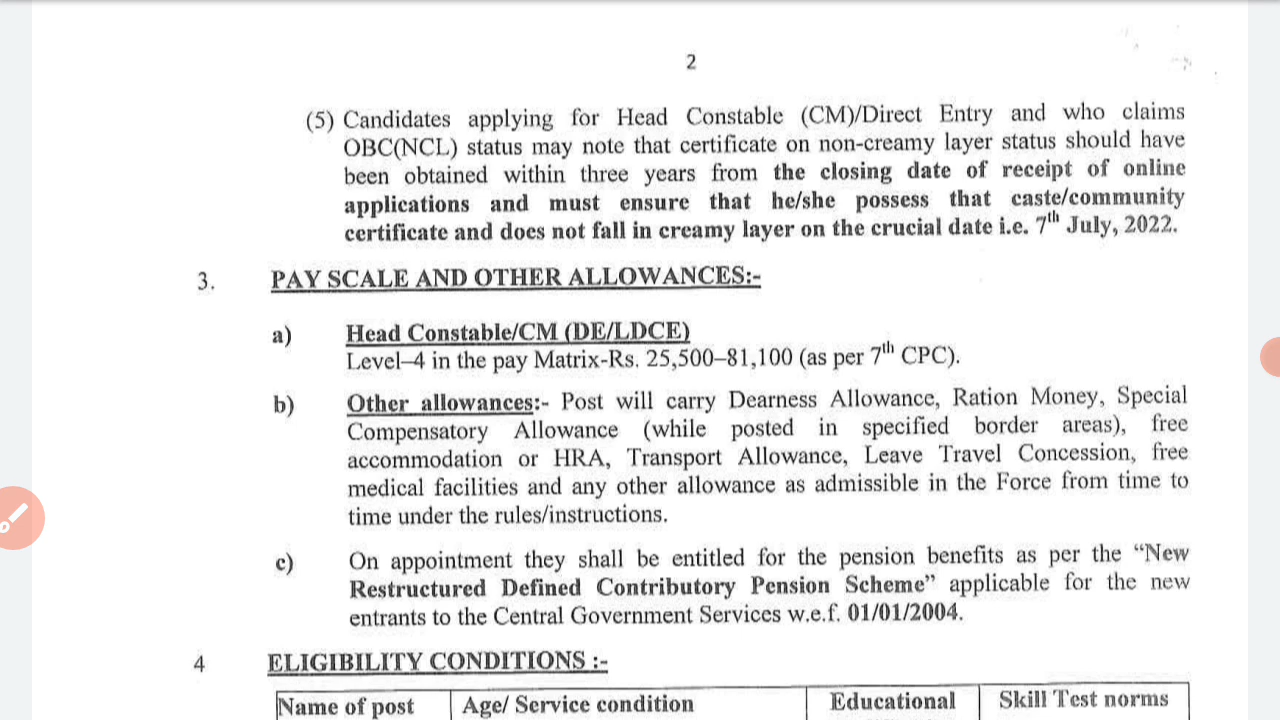 2
(5) Candidates applying for Head Constable (CM)/Direct Entry and who claims
OBC(NCL) status may note that certificate on non-creamy layer status should have
been obtained within three years from the closing date of receipt of online
applications and must ensure that he/she possess that caste/community
certificate and does not fall in creamy layer on the crucial date i.e. 7th July, 2022.
3. PAY SCALE AND OTHER ALLOWANCES:-
a) Head Constable/CM (DE/LDCE)
Level–4 in the pay Matrix-Rs. 25,500–81,100 (as per 7th CPC).
b) Other allowances:- Post will carry Dearness Allowance, Ration Money, Special
Compensatory Allowance (while posted in specified border areas), free
accommodation or HRA, Transport Allowance, Leave Travel Concession, free
medical facilities and any other allowance as admissible in the Force from time to
time under the rules/instructions.
c) On appointment they shall be entitled for the pension benefits as per the “New
Restructured Defined Contributory Pension Scheme” applicable for the new
entrants to the Central Government Services w.e.f. 01/01/2004.
4 ELIGIBILITY CONDITIONS :-
Name of post Age/ Service condition Educational Skill Test norms